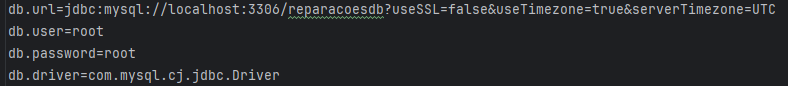 db.url=jdbc:mysql://localhost:3306/reparacoesdb?useSSL=false&useTimezone=true&serverTimezone=UTC
db.user=root
db.password=root
db.driver=com.mysql.cj.jdbc.Driver